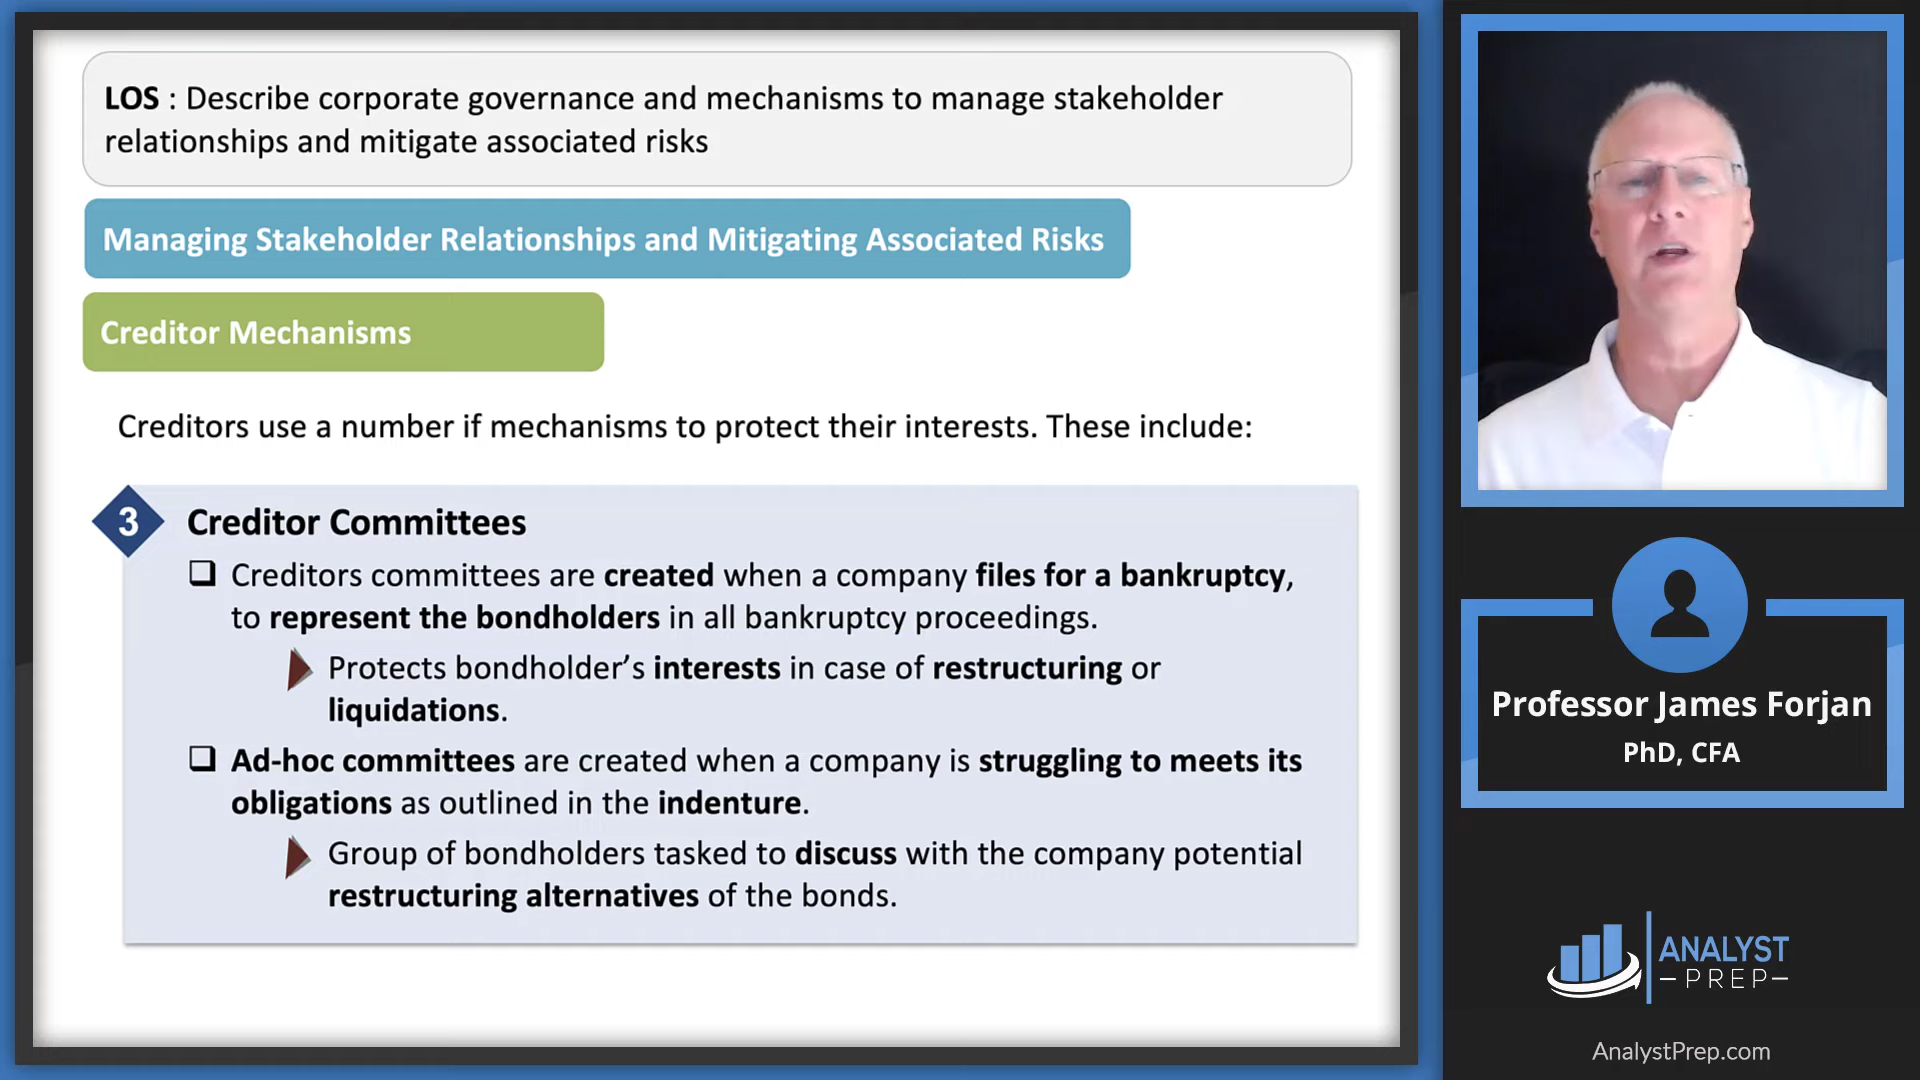 LOS : Describe corporate governance and mechanisms to manage stakeholder
relationships and mitigate associated risks
Managing Stakeholder Relationships and Mitigating Associated Risks
Creditor Mechanisms
Creditors use a number if mechanisms to protect their interests. These include:
3
Creditor Committees
Creditors committees are created when a company files for a bankruptcy,
to represent the bondholders in all bankruptcy proceedings.
Protects bondholder’s interests in case of restructuring or
liquidations.
Ad-hoc committees are created when a company is struggling to meets its
obligations as outlined in the indenture.
Group of bondholders tasked to discuss with the company potential
restructuring alternatives of the bonds.
Professor James Forjan
PhD, CFA
ANALYST
PREP
AnalystPrep.com